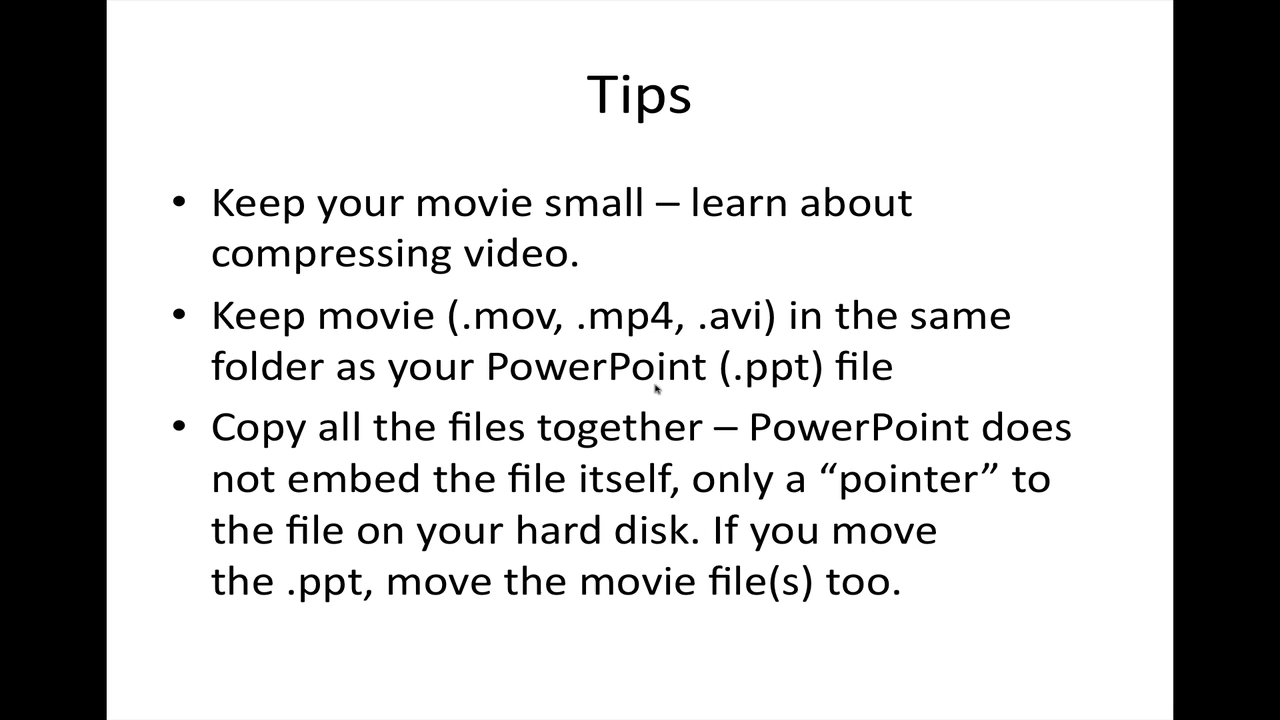 Tips
• Keep your movie small – learn about
compressing video.
• Keep movie (.mov, .mp4, .avi) in the same
folder as your PowerPoint (.ppt) file
• Copy all the files together – PowerPoint does
not embed the file itself, only a “pointer” to
the file on your hard disk. If you move
the .ppt, move the movie file(s) too.